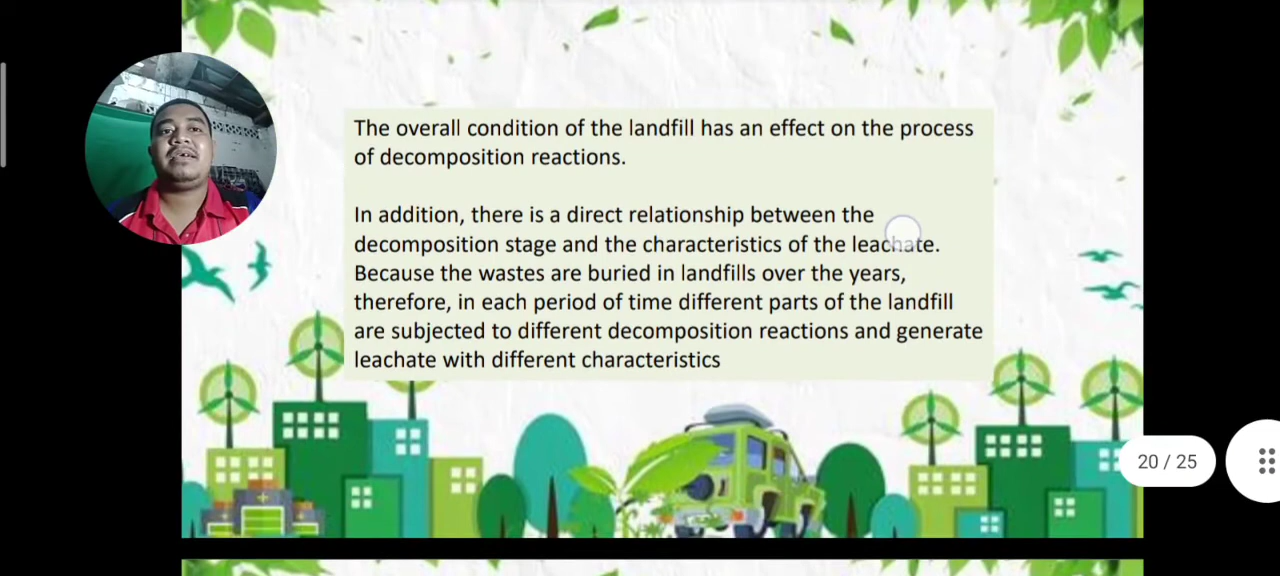 The overall condition of the landfill has an effect on the process
of decomposition reactions.
In addition, there is a direct relationship between the
decomposition stage and the characteristics of the leachate.
Because the wastes are buried in landfills over the years,
therefore, in each period of time different parts of the landfill
are subjected to different decomposition reactions and generate
leachate with different characteristics
20 / 25